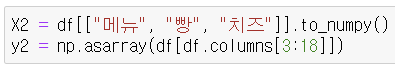 X2 = df[["메뉴", "빵", "치즈"]].to_numpy()
y2 = np.asarray(df[df.columns[3:18]])